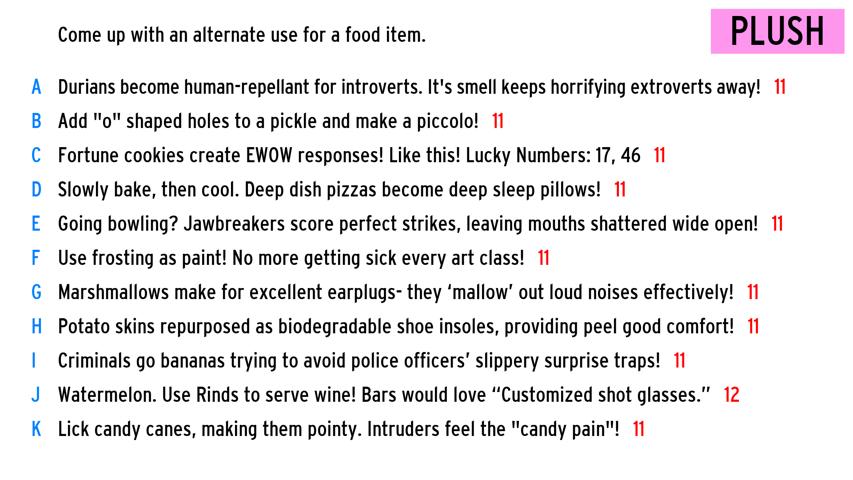 Come up with an alternate use for a food item.
PLUSH
A Durians become human-repellant for introverts. It's smell keeps horrifying extroverts away! 11
B Add "o" shaped holes to a pickle and make a piccolo! 11
C Fortune cookies create EWOW responses! Like this! Lucky Numbers: 17, 46 11
D Slowly bake, then cool. Deep dish pizzas become deep sleep pillows! 11
E Going bowling? Jawbreakers score perfect strikes, leaving mouths shattered wide open! 11
F Use frosting as paint! No more getting sick every art class! 11
G Marshmallows make for excellent earplugs- they ‘mallow’ out loud noises effectively! 11
H Potato skins repurposed as biodegradable shoe insoles, providing peel good comfort! 11
I Criminals go bananas trying to avoid police officers’ slippery surprise traps! 11
J Watermelon. Use Rinds to serve wine! Bars would love “Customized shot glasses.” 12
K Lick candy canes, making them pointy. Intruders feel the "candy pain"! 11